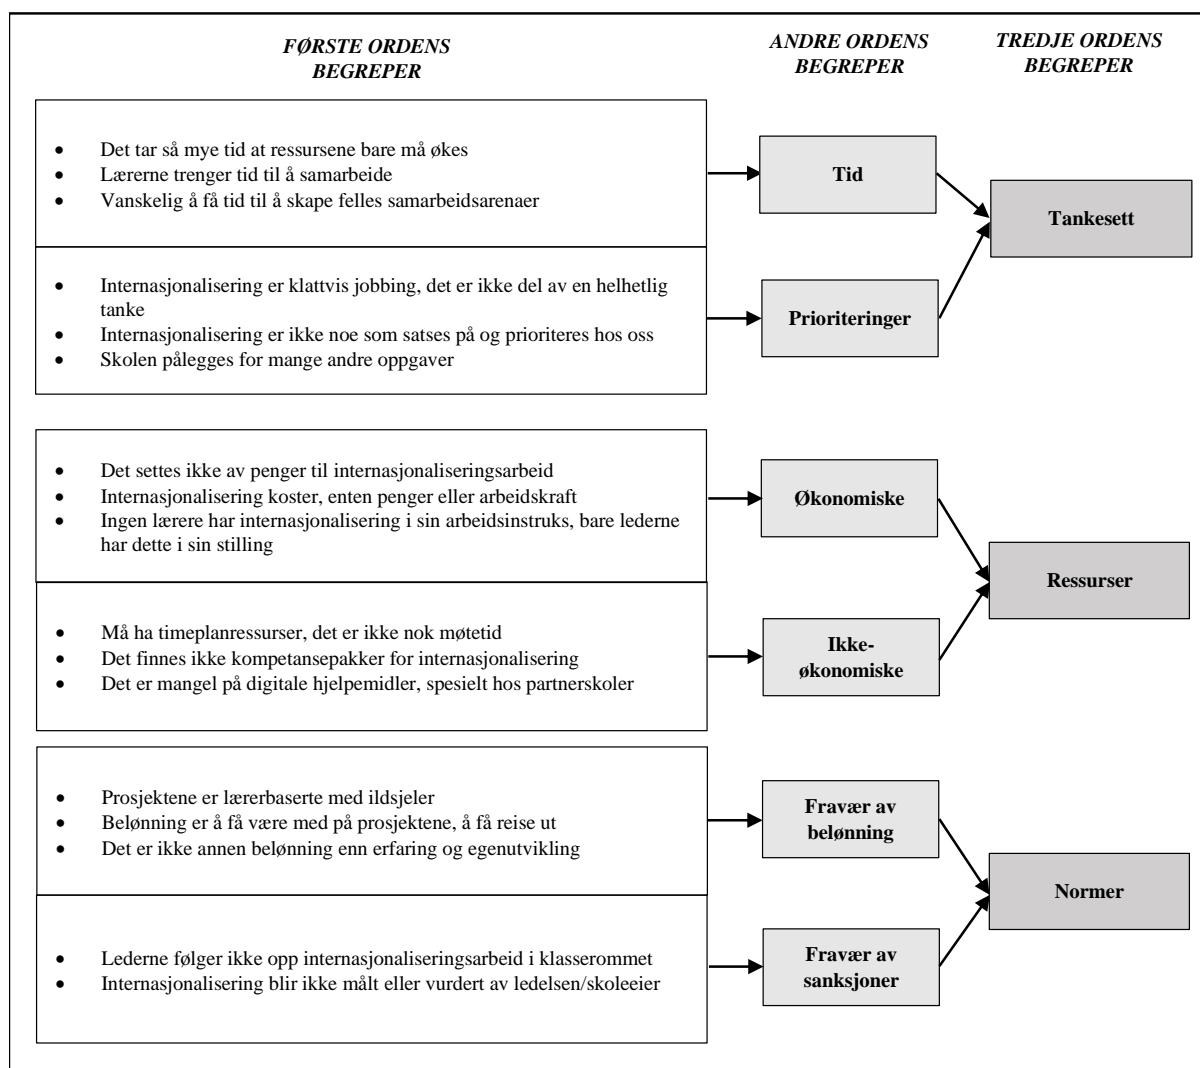 FØRSTE ORDENS
BEGREPER
ANDRE ORDENS
BEGREPER
TREDJE ORDENS
BEGREPER
• Det tar så mye tid at ressursene bare må økes
• Lærerne trenger tid til å samarbeide
• Vanskelig å få tid til å skape felles samarbeidsarenaer
Tid
Tankesett
• Internasjonalisering er klattvis jobbing, det er ikke del av en helhetlig
tanke
• Internasjonalisering er ikke noe som satses på og prioriteres hos oss
• Skolen pålegges for mange andre oppgaver
Prioriteringer
• Det settes ikke av penger til internasjonaliseringsarbeid
• Internasjonalisering koster, enten penger eller arbeidskraft
• Ingen lærere har internasjonalisering i sin arbeidsinstruks, bare lederne
har dette i sin stilling
Økonomiske
Ressurser
• Må ha timeplanressurser, det er ikke nok møtetid
• Det finnes ikke kompetansepakker for internasjonalisering
• Det er mangel på digitale hjelpemidler, spesielt hos partnerskoler
Ikke-
økonomiske
• Prosjektene er lærerbaserte med ildsjeler
• Belønning er å få være med på prosjektene, å få reise ut
• Det er ikke annen belønning enn erfaring og egenutvikling
Fravær av
belønning
Normer
• Lederne følger ikke opp internasjonaliseringsarbeid i klasserommet
• Internasjonalisering blir ikke målt eller vurdert av ledelsen/skoleeier
Fravær av
sanksjoner